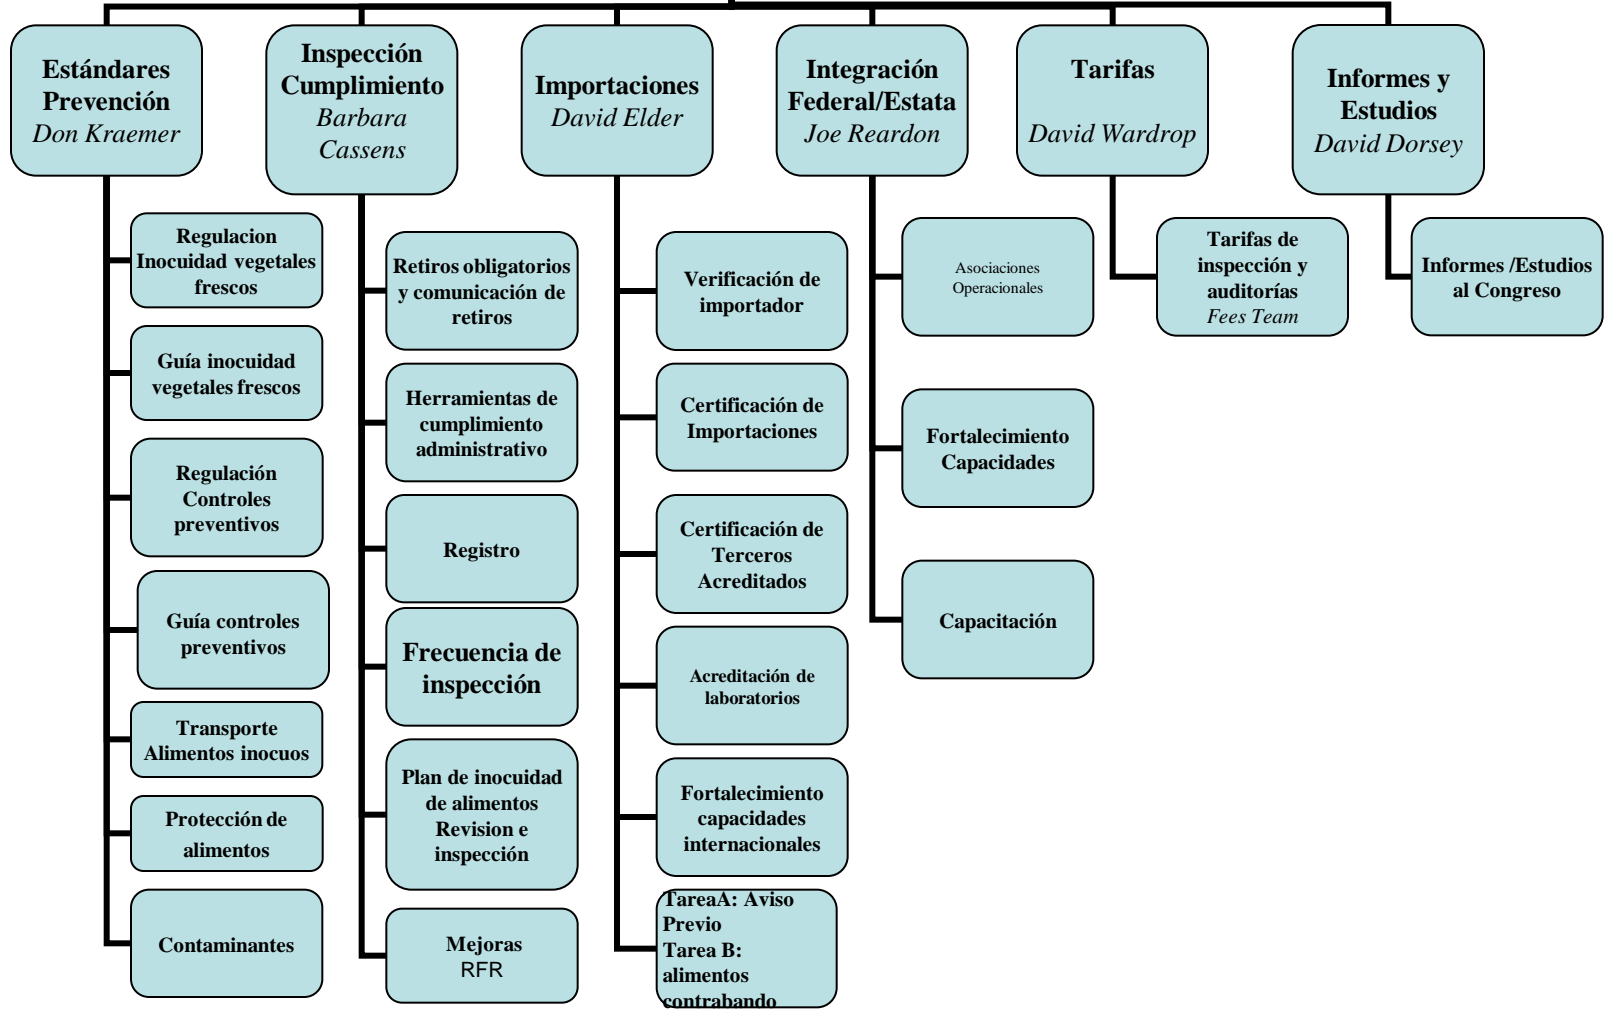 Estándares
Prevención
Don Kraemer
Inspección
Cumplimiento
Barbara
Cassens
Importaciones
David Elder
Integración
Federal/Estata
Joe Reardon
Tarifas
David Wardrop
Informes y
Estudios
David Dorsey
Regulacion
Inocuidad vegetales
frescos
Guía inocuidad
vegetales frescos
Regulación
Controles
preventivos
Guía controles
preventivos
Transporte
Alimentos inocuos
Protección de
alimentos
Contaminantes
Retiros obligatorios
y comunicación de
retiros
Herramientas de
cumplimiento
administrativo
Registro
Frecuencia de
inspección
Plan de inocuidad
de alimentos
Revision e
inspección
Mejoras
RFR
Verificación de
importador
Certificación de
Importaciones
Certificación de
Terceros
Acreditados
Acreditación de
laboratorios
Fortalecimiento
capacidades
internacionales
TareaA: Aviso
Previo
Tarea B:
alimentos
contrabando
Asociaciones
Operacionales
Fortalecimiento
Capacidades
Capacitación
Tarifas de
inspección y
auditorías
Fees Team
Informes /Estudios
al Congreso